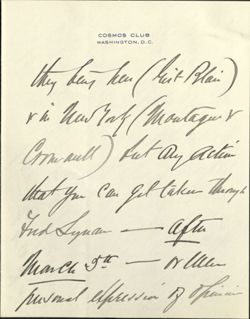 COSMOS CLUB
WASHINGTON, D.C.
they being here (Gist Blair)
& in New York (Montague &
Cromwell) but any action
that you can get taken through
Fred Lyman — After
March 5th — or even
personal expression of opinion